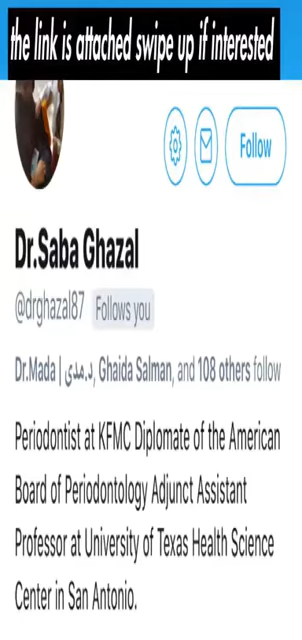 the link is attached swipe up if interested
Follow
Dr.Saba Ghazal
@drghazal87 Follows you
Dr.Mada | د.مدى, Ghaida Salman, and 108 others follow
Periodontist at KFMC Diplomate of the American
Board of Periodontology Adjunct Assistant
Professor at University of Texas Health Science
Center in San Antonio.